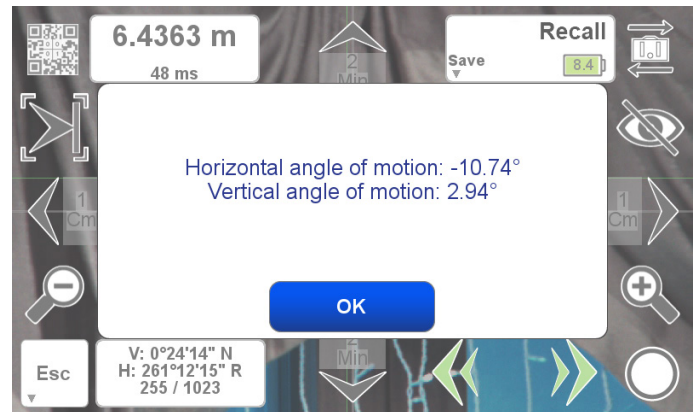 6.4363 m
48 ms
2
Min
Recall
Save
8.4
Horizontal angle of motion: -10.74°
Vertical angle of motion: 2.94°
1
Cm
1
Cm
OK
Esc
V: 0°24'14" N
H: 261°12'15" R
255 / 1023
2
Min